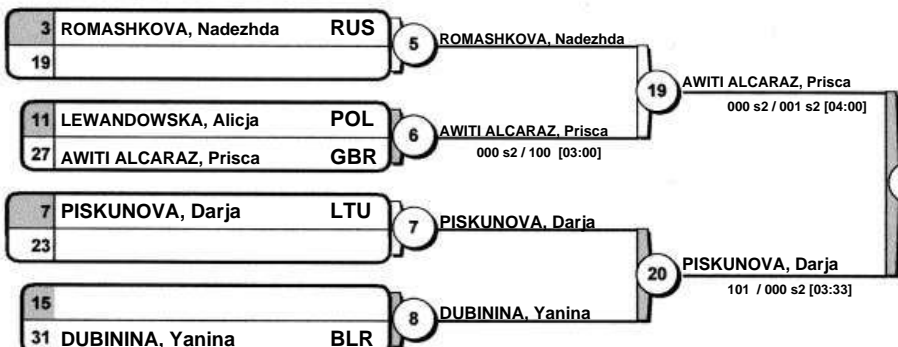 3 ROMASHKOVA, Nadezhda RUS
19
5
ROMASHKOVA, Nadezhda
11 LEWANDOWSKA, Alicja POL
27 AWITI ALCARAZ, Prisca GBR
6
AWITI ALCARAZ, Prisca
000 s2 / 100 [03:00]
19
AWITI ALCARAZ, Prisca
000 s2 / 001 s2 [04:00]
7 PISKUNOVA, Darja LTU
23
7
PISKUNOVA, Darja
15
31 DUBININA, Yanina BLR
8
DUBININA, Yanina
20
PISKUNOVA, Darja
101 / 000 s2 [03:33]